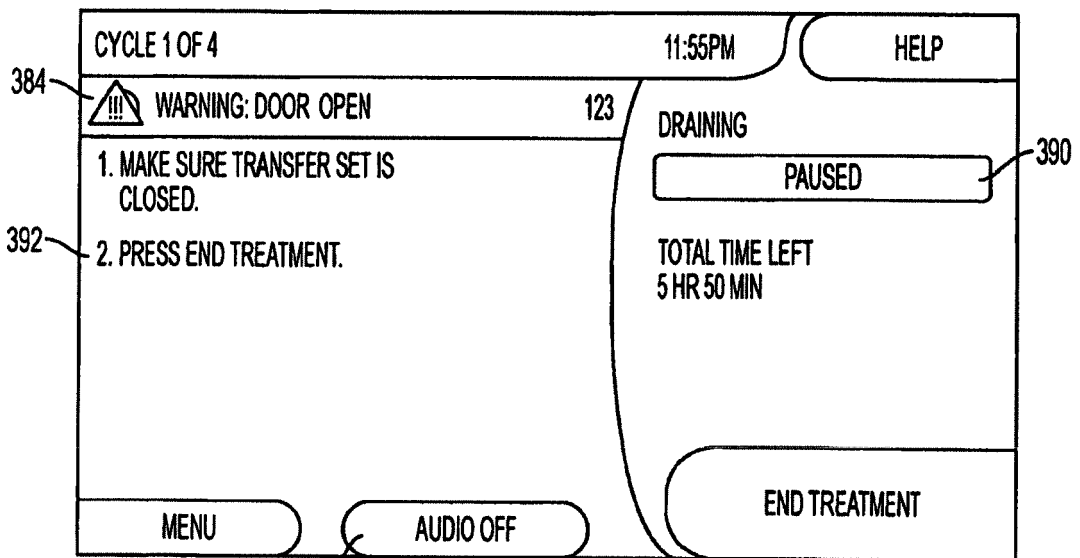 CYCLE 1 OF 4
11:55PM
HELP
384
!!! WARNING: DOOR OPEN 123
1. MAKE SURE TRANSFER SET IS
CLOSED.
392
2. PRESS END TREATMENT.
DRAINING
PAUSED
390
TOTAL TIME LEFT
5 HR 50 MIN
MENU
AUDIO OFF
END TREATMENT